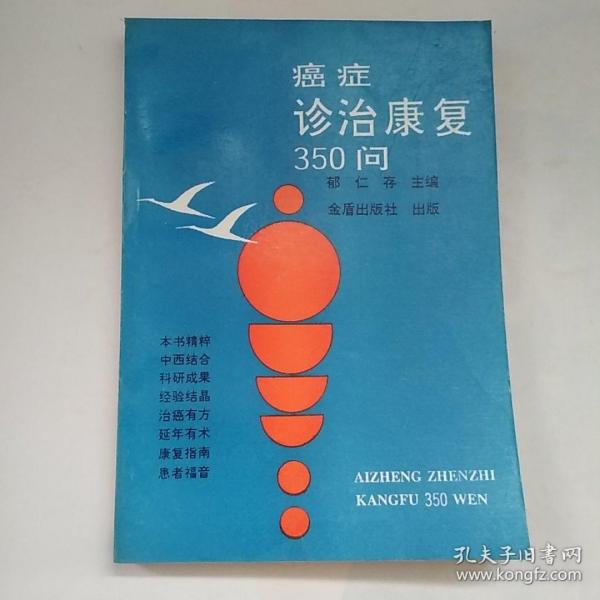 癌症
诊治康复
350问
郁仁存 主编
金盾出版社 出版
本书精粹
中西结合
科研成果
经验结晶
治癌有方
延年有术
康复指南
患者福音
AIZHENG ZHENZHI
KANGFU 350 WEN
孔夫子旧书网
www.kongfz.com